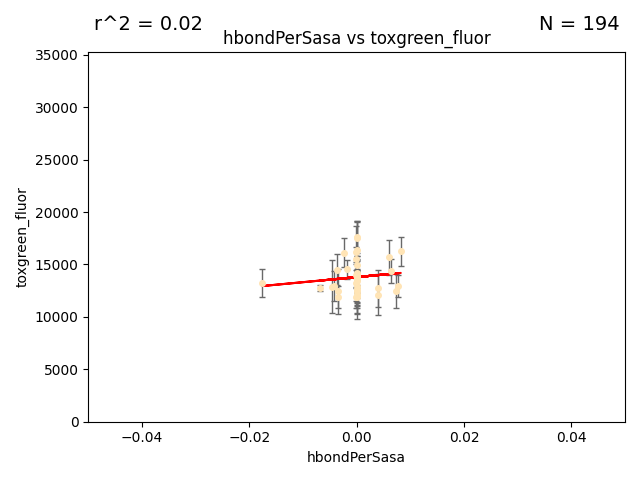 r^2 = 0.02
N = 194
hbondPerSasa vs toxgreen_fluor
35000
30000
25000
20000
15000
10000
5000
0
toxgreen_fluor
−0.04
−0.02
0.00
0.02
0.04
hbondPerSasa